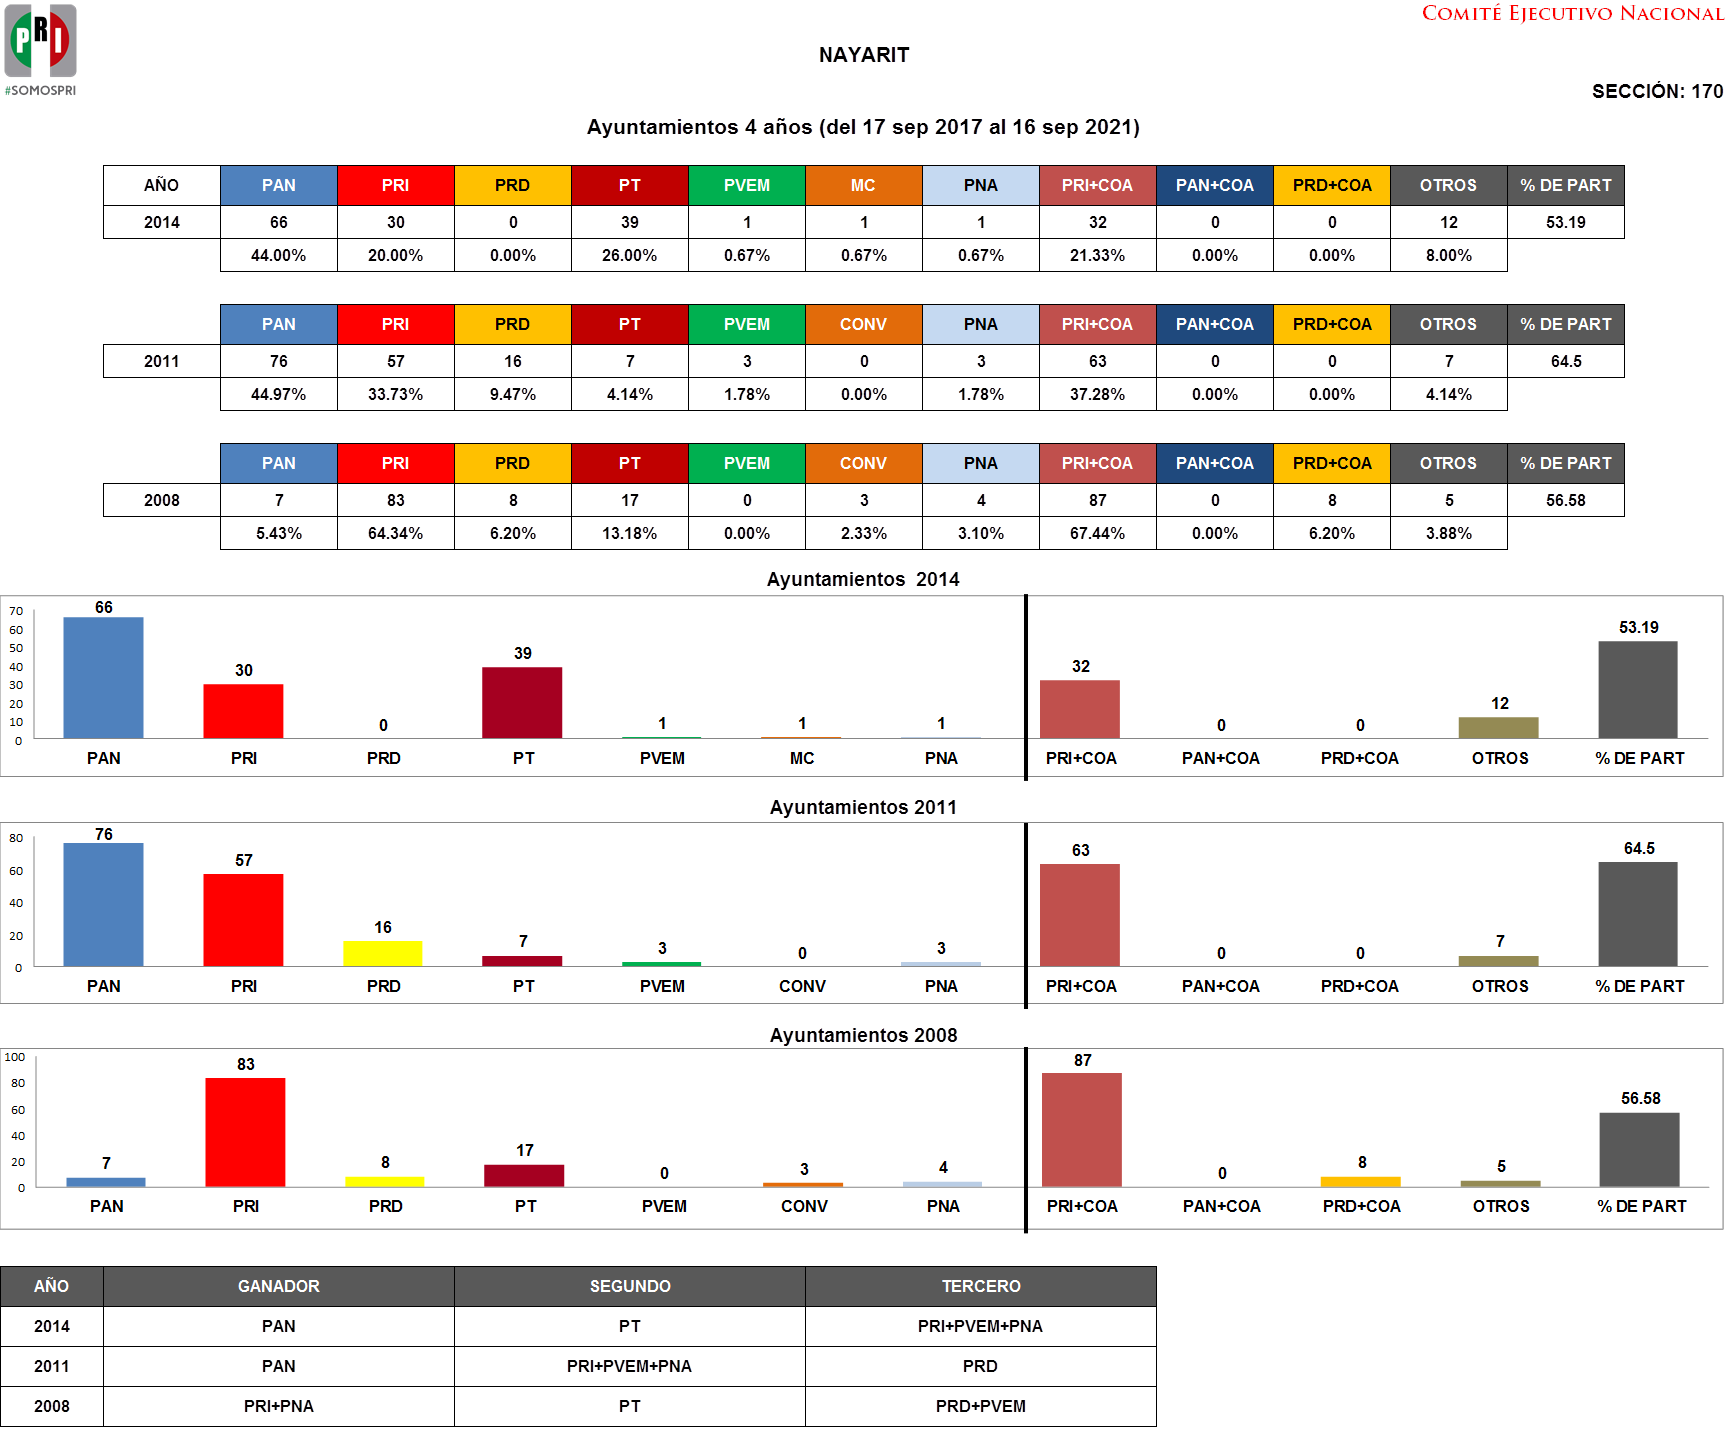 PRI
#SOMOSPRI
COMITÉ EJECUTIVO NACIONAL
NAYARIT
SECCIÓN: 170
Ayuntamientos 4 años (del 17 sep 2017 al 16 sep 2021)
AÑO PAN PRI PRD PT PVEM MC PNA PRI+COA PAN+COA PRD+COA OTROS % DE PART
2014 66 30 0 39 1 1 1 32 0 0 12 53.19
44.00% 20.00% 0.00% 26.00% 0.67% 0.67% 0.67% 21.33% 0.00% 0.00% 8.00%
PAN PRI PRD PT PVEM CONV PNA PRI+COA PAN+COA PRD+COA OTROS % DE PART
2011 76 57 16 7 3 0 3 63 0 0 7 64.5
44.97% 33.73% 9.47% 4.14% 1.78% 0.00% 1.78% 37.28% 0.00% 0.00% 4.14%
PAN PRI PRD PT PVEM CONV PNA PRI+COA PAN+COA PRD+COA OTROS % DE PART
2008 7 83 8 17 0 3 4 87 0 8 5 56.58
5.43% 64.34% 6.20% 13.18% 0.00% 2.33% 3.10% 67.44% 0.00% 6.20% 3.88%
Ayuntamientos 2014
70
60
50
40
30
20
10
0
66 30 0 39 1 1 1 32 0 0 12 53.19
PAN PRI PRD PT PVEM MC PNA PRI+COA PAN+COA PRD+COA OTROS % DE PART
Ayuntamientos 2011
80
60
40
20
0
76 57 16 7 3 0 3 63 0 0 7 64.5
PAN PRI PRD PT PVEM CONV PNA PRI+COA PAN+COA PRD+COA OTROS % DE PART
Ayuntamientos 2008
100
80
60
40
20
0
7 83 8 17 0 3 4 87 0 8 5 56.58
PAN PRI PRD PT PVEM CONV PNA PRI+COA PAN+COA PRD+COA OTROS % DE PART
AÑO GANADOR SEGUNDO TERCERO
2014 PAN PT PRI+PVEM+PNA
2011 PAN PRI+PVEM+PNA PRD
2008 PRI+PNA PT PRD+PVEM